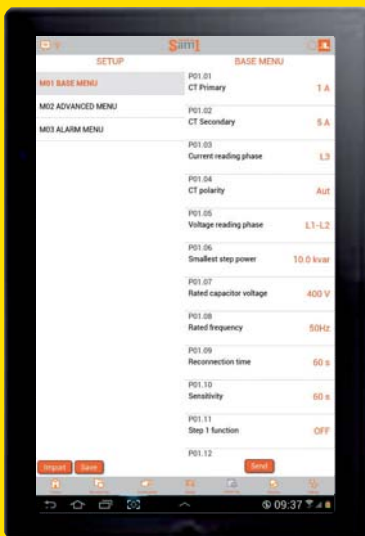 Sam1
SETUP
BASE MENU
M01 BASE MENU
M02 ADVANCED MENU
M03 ALARM MENU
P01.01
CT Primary 1 A
P01.02
CT Secondary 5 A
P01.03
Current reading phase L3
P01.04
CT polarity Aut
P01.05
Voltage reading phase L1-L2
P01.06
Smallest step power 10.0 kvar
P01.07
Rated capacitor voltage 400 V
P01.08
Rated frequency 50Hz
P01.09
Reconnection time 60 s
P01.10
Sensitivity 60 s
P01.11
Step 1 function OFF
P01.12
Import Save Send
09:37